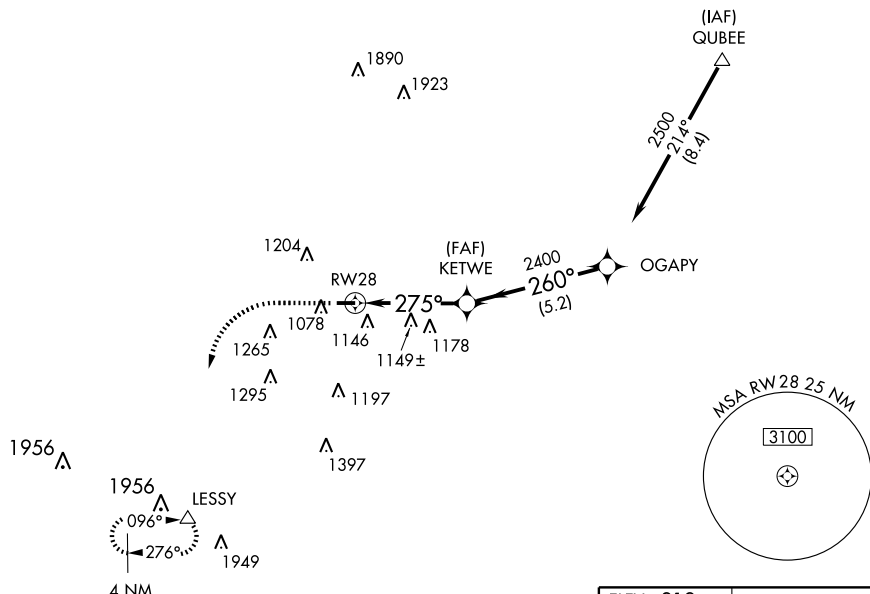 (IAF)
QUBEE
1890
1923
2500
214°
(8.4)
1204
(FAF)
KETWE
2400
260°
(5.2)
OGAPY
RW28
275°
1078
1146
1178
1149±
1265
1295
1197
MSA RW 28 25 NM
3100
1397
1956
1956
LESSY
096°
276°
1949
4 NM